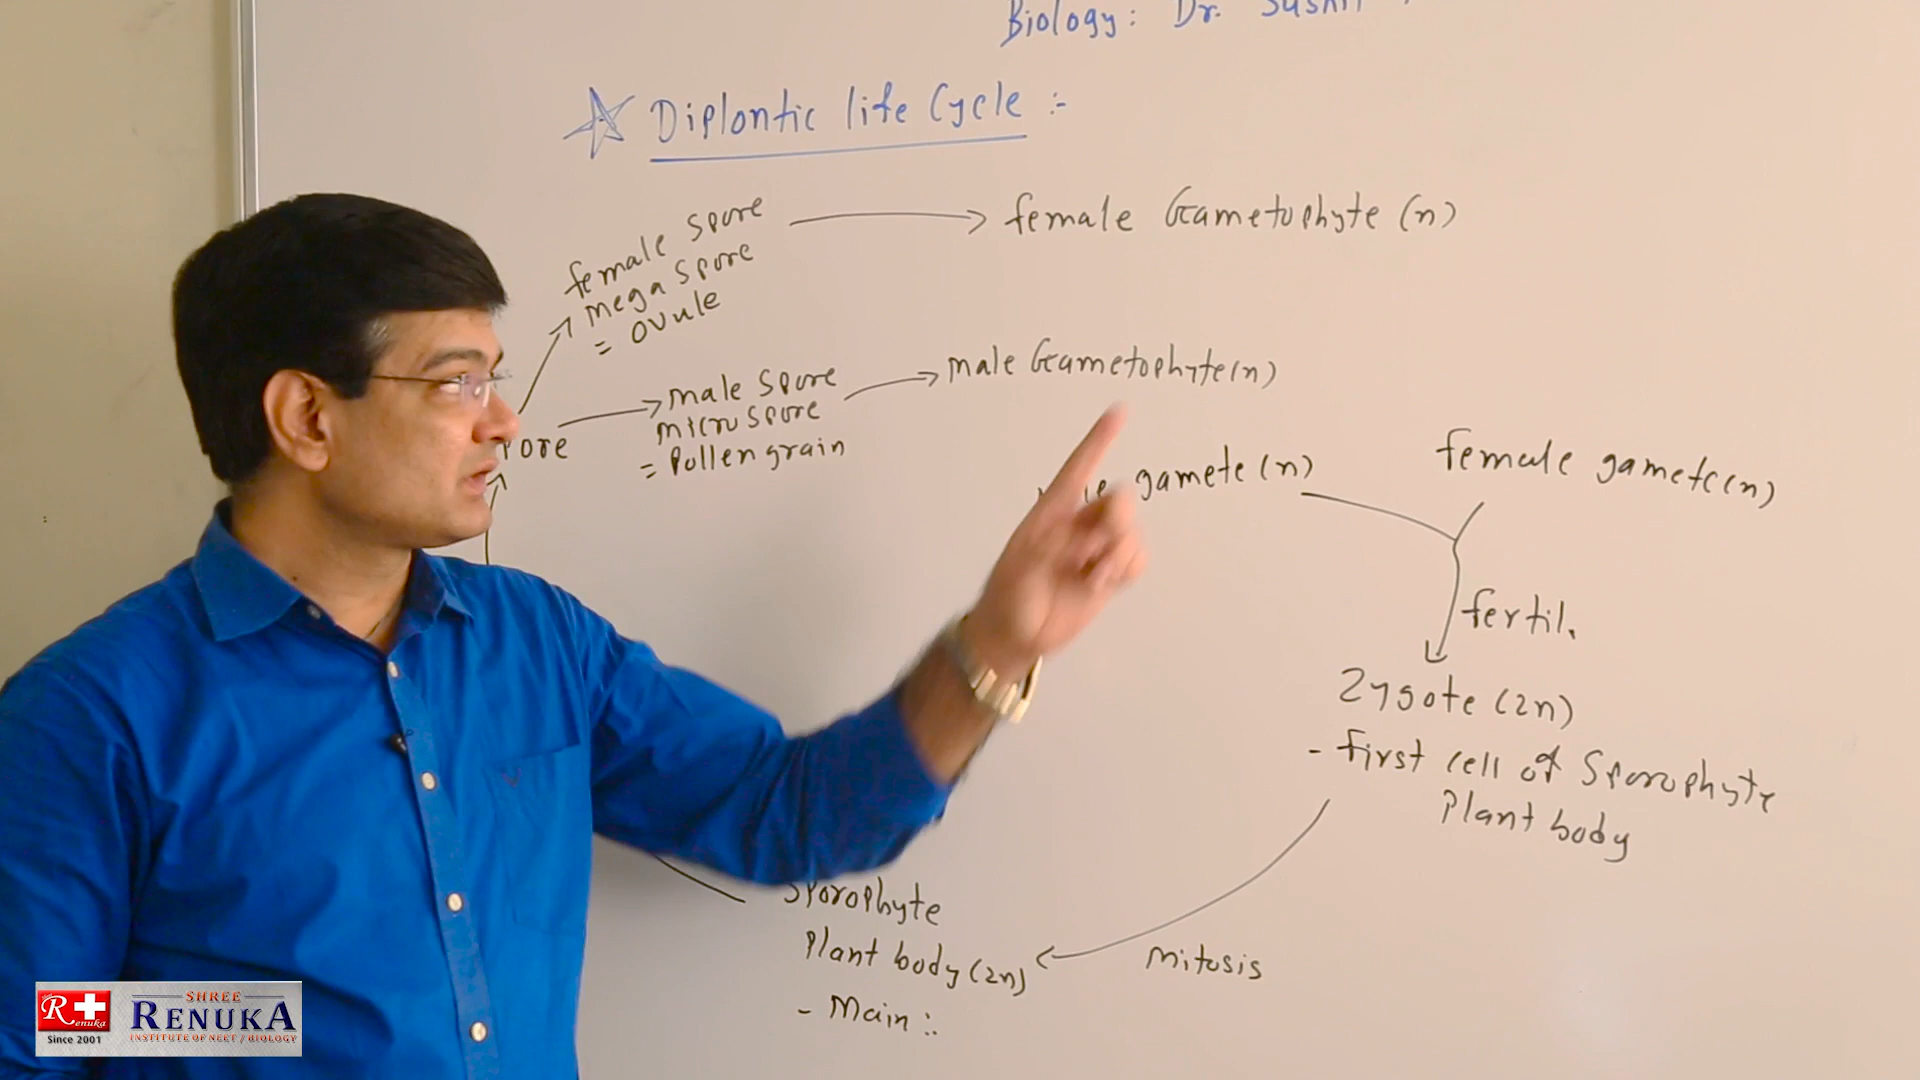 Biology: Dr. Sushil
Diplontic life Cycle :-
female spore
mega spore
= ovule
female Gametophyte (n)
male spore
micro spore
= Pollen grain
male Gametophyte (n)
gamete (n)
female gamete (n)
fertil.
Zygote (2n)
- first cell of Sporophyte
Plant body
Sporophyte
Plant body (2n)
- Main :.
Mitosis
R+
Renuka
Since 2001
SHREE
RENUKA
INSTITUTE OF NEET / BIOLOGY